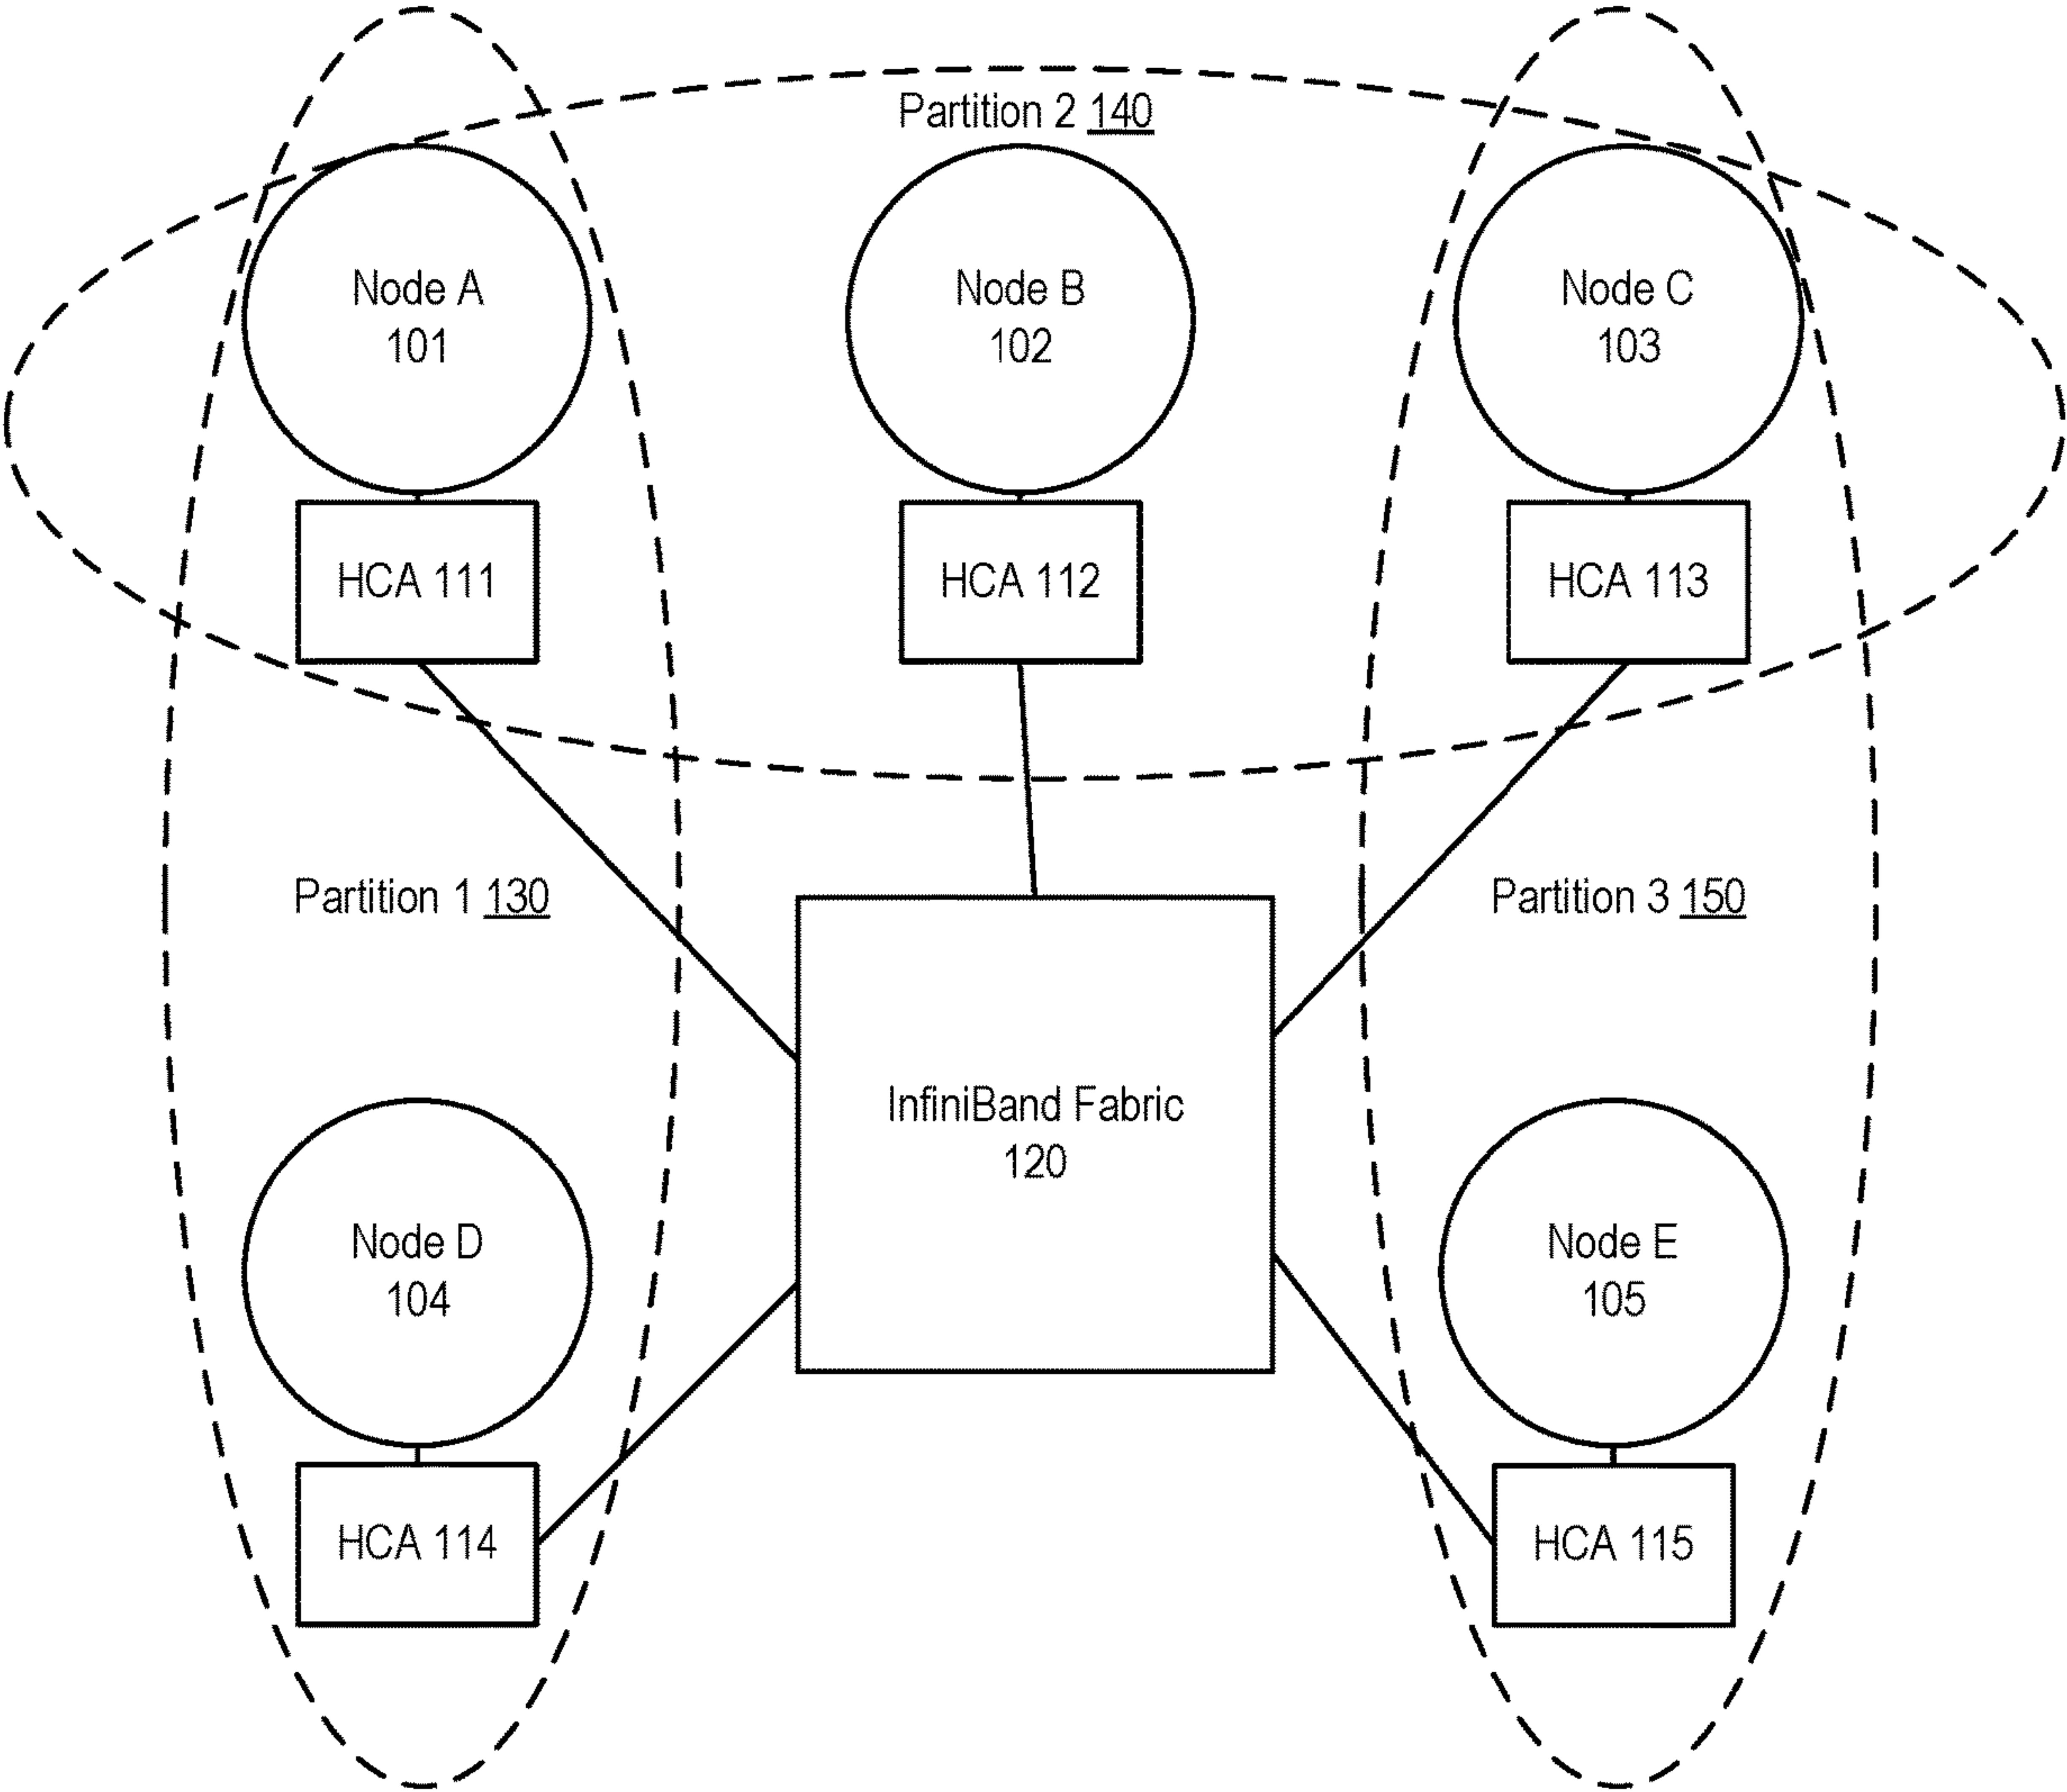 Partition 2 140
Node A
101
Node B
102
Node C
103
HCA 111
HCA 112
HCA 113
Partition 1 130
Partition 3 150
InfiniBand Fabric
120
Node D
104
Node E
105
HCA 114
HCA 115